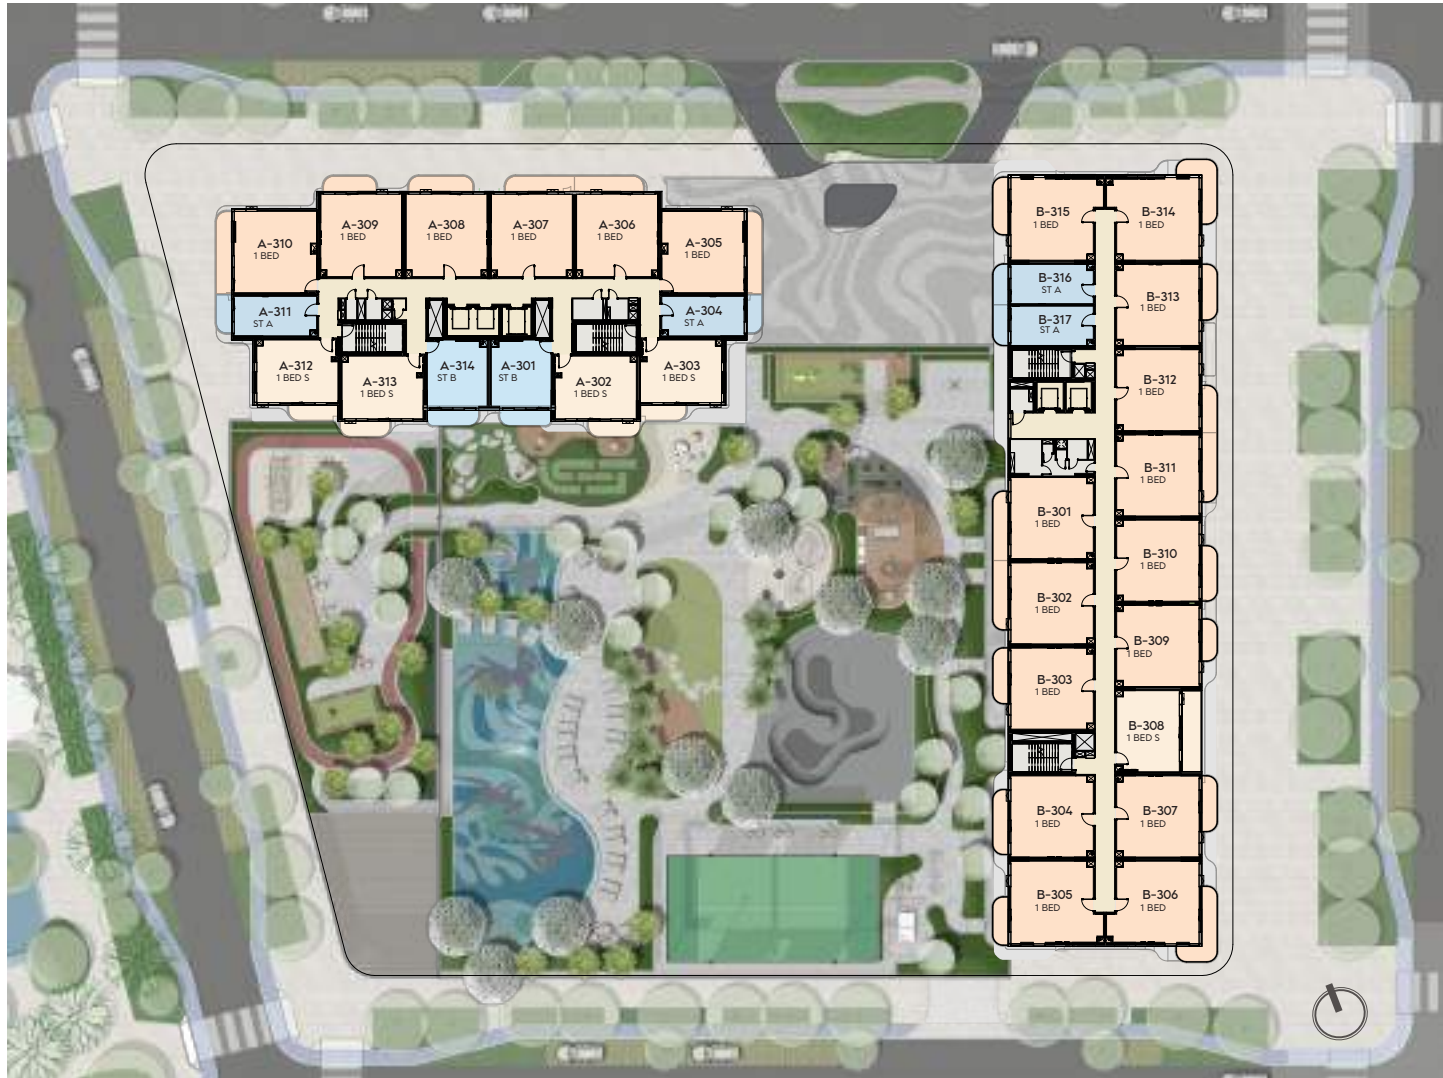 A-309
1 BED
A-308
1 BED
A-307
1 BED
A-306
1 BED
A-310
1 BED
A-305
1 BED
A-311
ST A
A-304
ST A
A-312
1 BED S
A-313
1 BED S
A-314
ST B
A-301
ST B
A-302
1 BED S
A-303
1 BED S
B-315
1 BED
B-314
1 BED
B-316
ST A
B-317
ST A
B-313
1 BED
B-312
1 BED
B-311
1 BED
B-301
1 BED
B-310
1 BED
B-302
1 BED
B-309
1 BED
B-303
1 BED
B-308
1 BED S
B-304
1 BED
B-307
1 BED
B-305
1 BED
B-306
1 BED